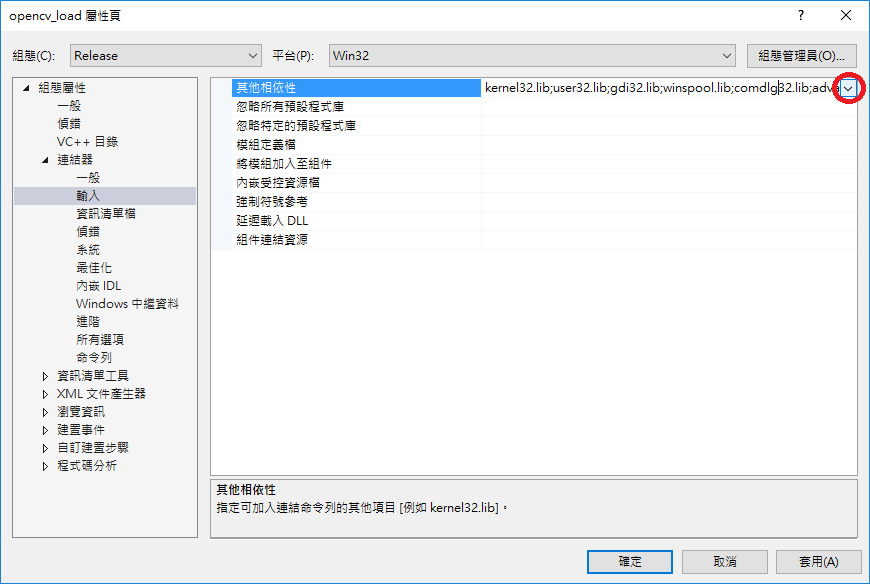 opencv_load 屬性頁
組態(C): Release 平台(P): Win32 組態管理員(O)...
組態屬性
一般
偵錯
VC++ 目錄
連結器
一般
輸入
資訊清單檔
偵錯
系統
最佳化
內嵌 IDL
Windows 中繼資料
進階
所有選項
命令列
資訊清單工具
XML 文件產生器
瀏覽資訊
建置事件
自訂建置步驟
程式碼分析
其他相依性 kernel32.lib;user32.lib;gdi32.lib;winspool.lib;comdlg32.lib;adva
忽略所有預設程式庫
忽略特定的預設程式庫
模組定義檔
將模組加入至組件
內嵌受控資源檔
強制符號參考
延遲載入 DLL
組件連結資源
其他相依性
指定可加入連結命令列的其他項目 [例如 kernel32.lib]。
確定 取消 套用(A)